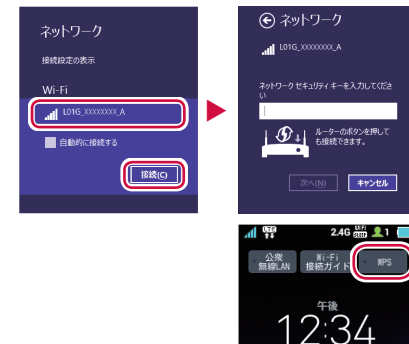 ネットワーク
接続設定の表示
Wi-Fi
L01G_XXXXXXXX_A
自動的に接続する
接続(C)
ネットワーク
L01G_XXXXXXXX_A
ネットワーク セキュリティ キーを入力してくださ
い
ルーターのボタンを押して
も接続できます。
次へ(N)
キャンセル
LTE
2.4G
WiFi
1
公衆
無線LAN
Wi-Fi
接続ガイド
WPS
午後
12:34